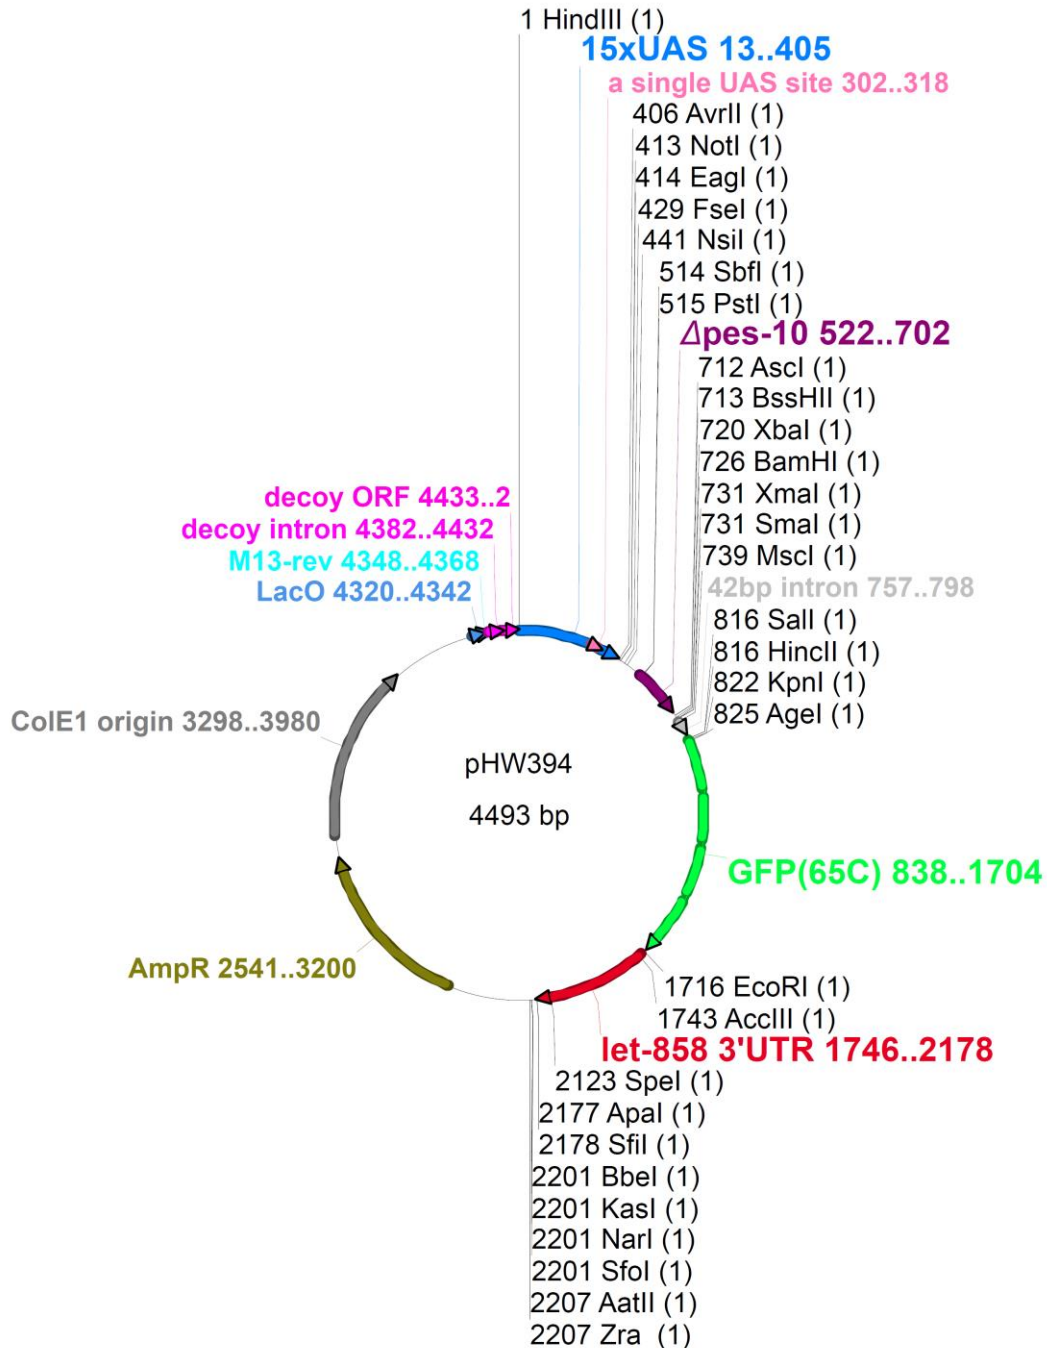 1 HindIII (1)
15xUAS 13..405
a single UAS site 302..318
406 AvrII (1)
413 NotI (1)
414 EagI (1)
429 FseI (1)
441 NsiI (1)
514 SbfI (1)
515 PstI (1)
Δpes-10 522..702
712 AscI (1)
713 BssHII (1)
720 XbaI (1)
726 BamHI (1)
731 XmaI (1)
731 SmaI (1)
739 MscI (1)
42bp intron 757..798
816 SalI (1)
816 HincII (1)
822 KpnI (1)
825 AgeI (1)
decoy ORF 4433..2
decoy intron 4382..4432
M13-rev 4348..4368
LacO 4320..4342
ColE1 origin 3298..3980
pHW394
4493 bp
GFP(65C) 838..1704
AmpR 2541..3200
1716 EcoRI (1)
1743 AccIII (1)
let-858 3'UTR 1746..2178
2123 SpeI (1)
2177 ApaI (1)
2178 SfiI (1)
2201 BbeI (1)
2201 KasI (1)
2201 NarI (1)
2201 SfoI (1)
2207 AatII (1)
2207 Zra (1)